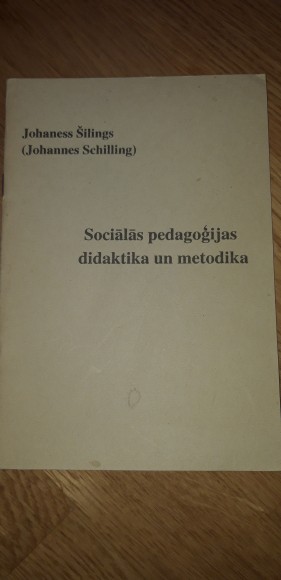 Johaness Šilings
(Johannes Schilling)
Sociālās pedagoģijas
didaktika un metodika